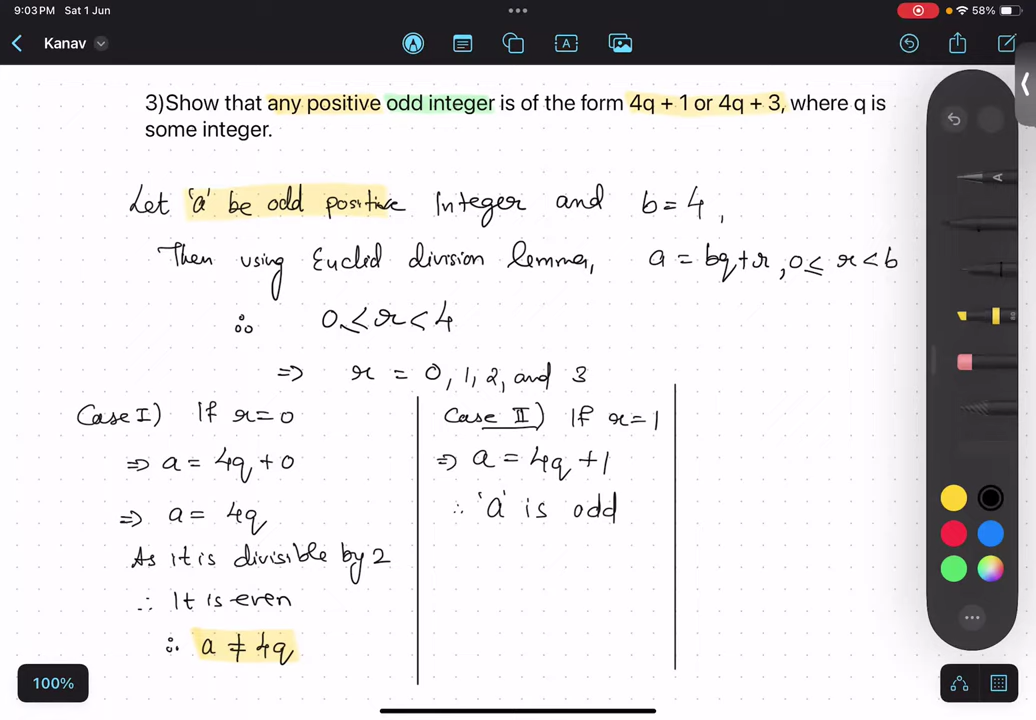 9:03 PM Sat 1 Jun
58%
Kanav
A
3)Show that any positive odd integer is of the form 4q + 1 or 4q + 3, where q is
some integer.
Let 'a' be odd positive Integer and b = 4,
Then using Euclid division lemma, a = bq + r, 0 ≤ r < b
∴ 0 ≤ r < 4
⇒ r = 0, 1, 2, and 3
Case I) If r = 0
⇒ a = 4q + 0
⇒ a = 4q
As it is divisible by 2
∴ It is even
∴ a ≠ 4q
Case II) If r = 1
⇒ a = 4q + 1
∴ 'a' is odd
A
100%